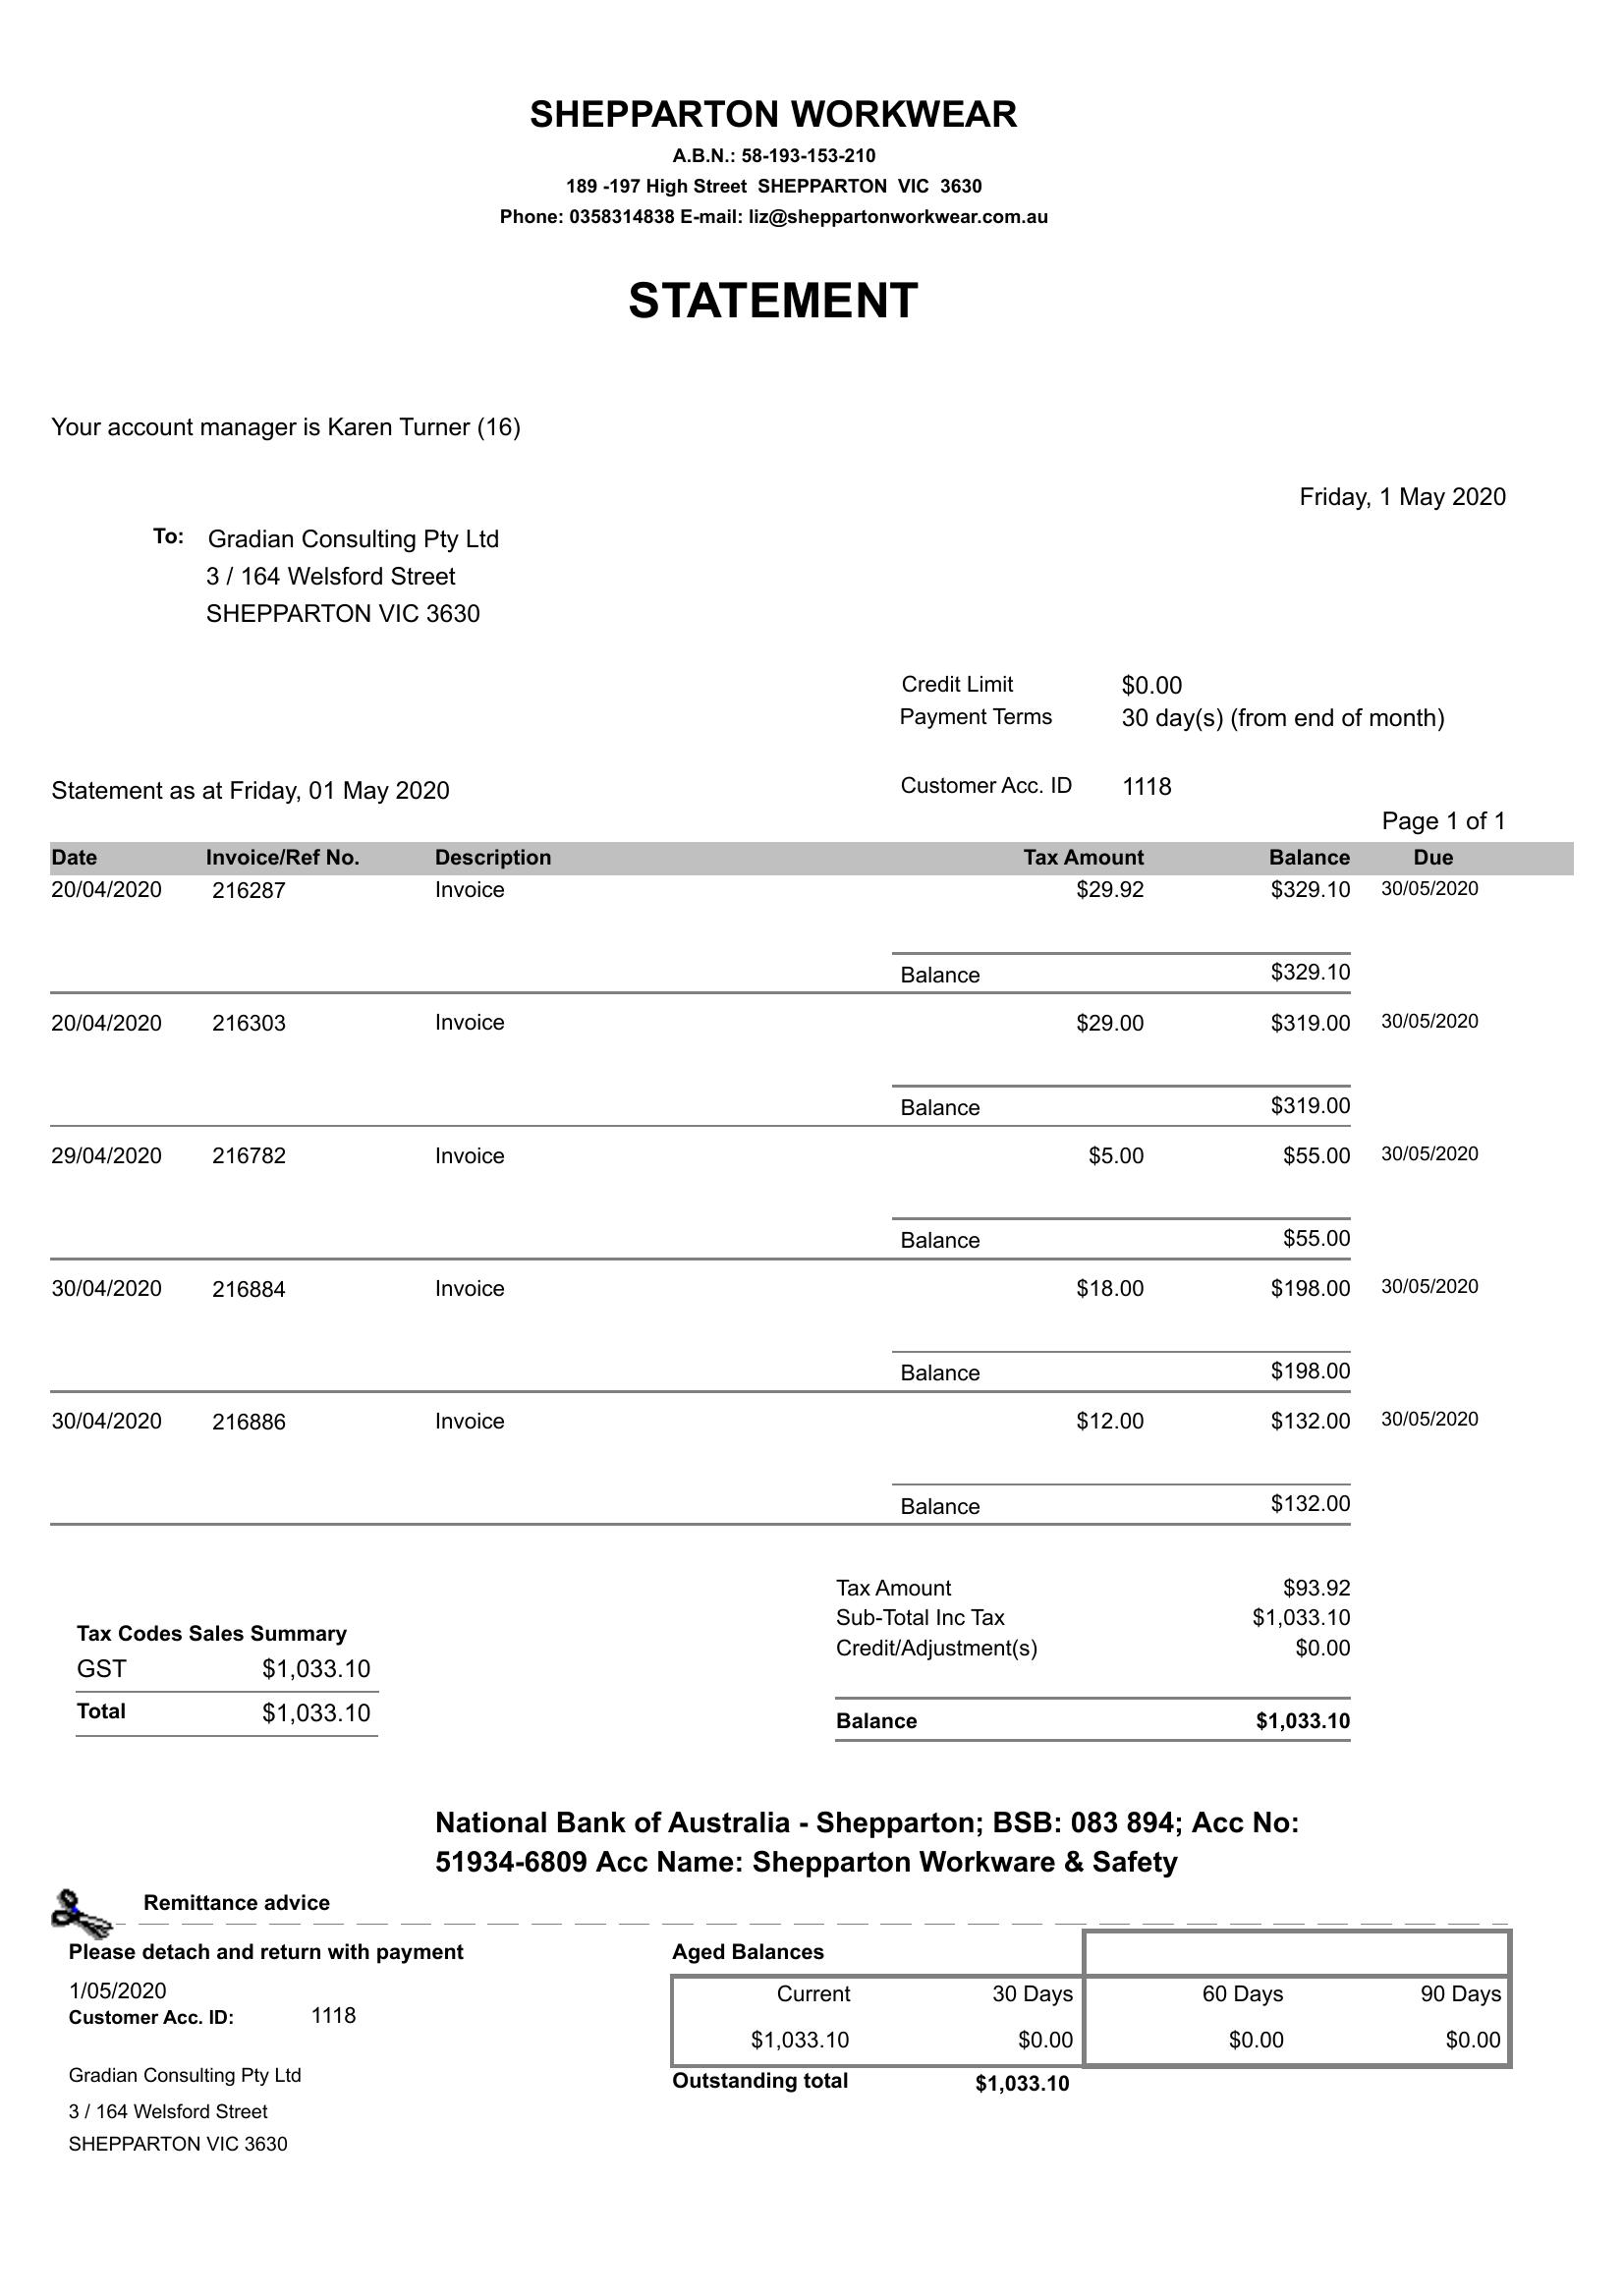 SHEPPARTON WORKWEAR
A.B.N.: 58-193-153-210
189 -197 High Street  SHEPPARTON  VIC  3630
Phone: 0358314838 E-mail: liz@sheppartonworkwear.com.au
STATEMENT
Your account manager is Karen Turner (16)
Friday, 1 May 2020
To: Gradian Consulting Pty Ltd
3 / 164 Welsford Street
SHEPPARTON VIC 3630
Credit Limit $0.00
Payment Terms 30 day(s) (from end of month)
Statement as at Friday, 01 May 2020 Customer Acc. ID 1118
Page 1 of 1
Date Invoice/Ref No. Description Tax Amount Balance Due
20/04/2020 216287 Invoice $29.92 $329.10 30/05/2020
Balance $329.10
20/04/2020 216303 Invoice $29.00 $319.00 30/05/2020
Balance $319.00
29/04/2020 216782 Invoice $5.00 $55.00 30/05/2020
Balance $55.00
30/04/2020 216884 Invoice $18.00 $198.00 30/05/2020
Balance $198.00
30/04/2020 216886 Invoice $12.00 $132.00 30/05/2020
Balance $132.00
Tax Amount $93.92
Sub-Total Inc Tax $1,033.10
Credit/Adjustment(s) $0.00
Balance $1,033.10
Tax Codes Sales Summary
GST $1,033.10
Total $1,033.10
National Bank of Australia - Shepparton; BSB: 083 894; Acc No:
51934-6809 Acc Name: Shepparton Workware & Safety
Remittance advice
Please detach and return with payment
1/05/2020
Customer Acc. ID: 1118
Gradian Consulting Pty Ltd
3 / 164 Welsford Street
SHEPPARTON VIC 3630
Aged Balances
Current 30 Days 60 Days 90 Days
$1,033.10 $0.00 $0.00 $0.00
Outstanding total $1,033.10